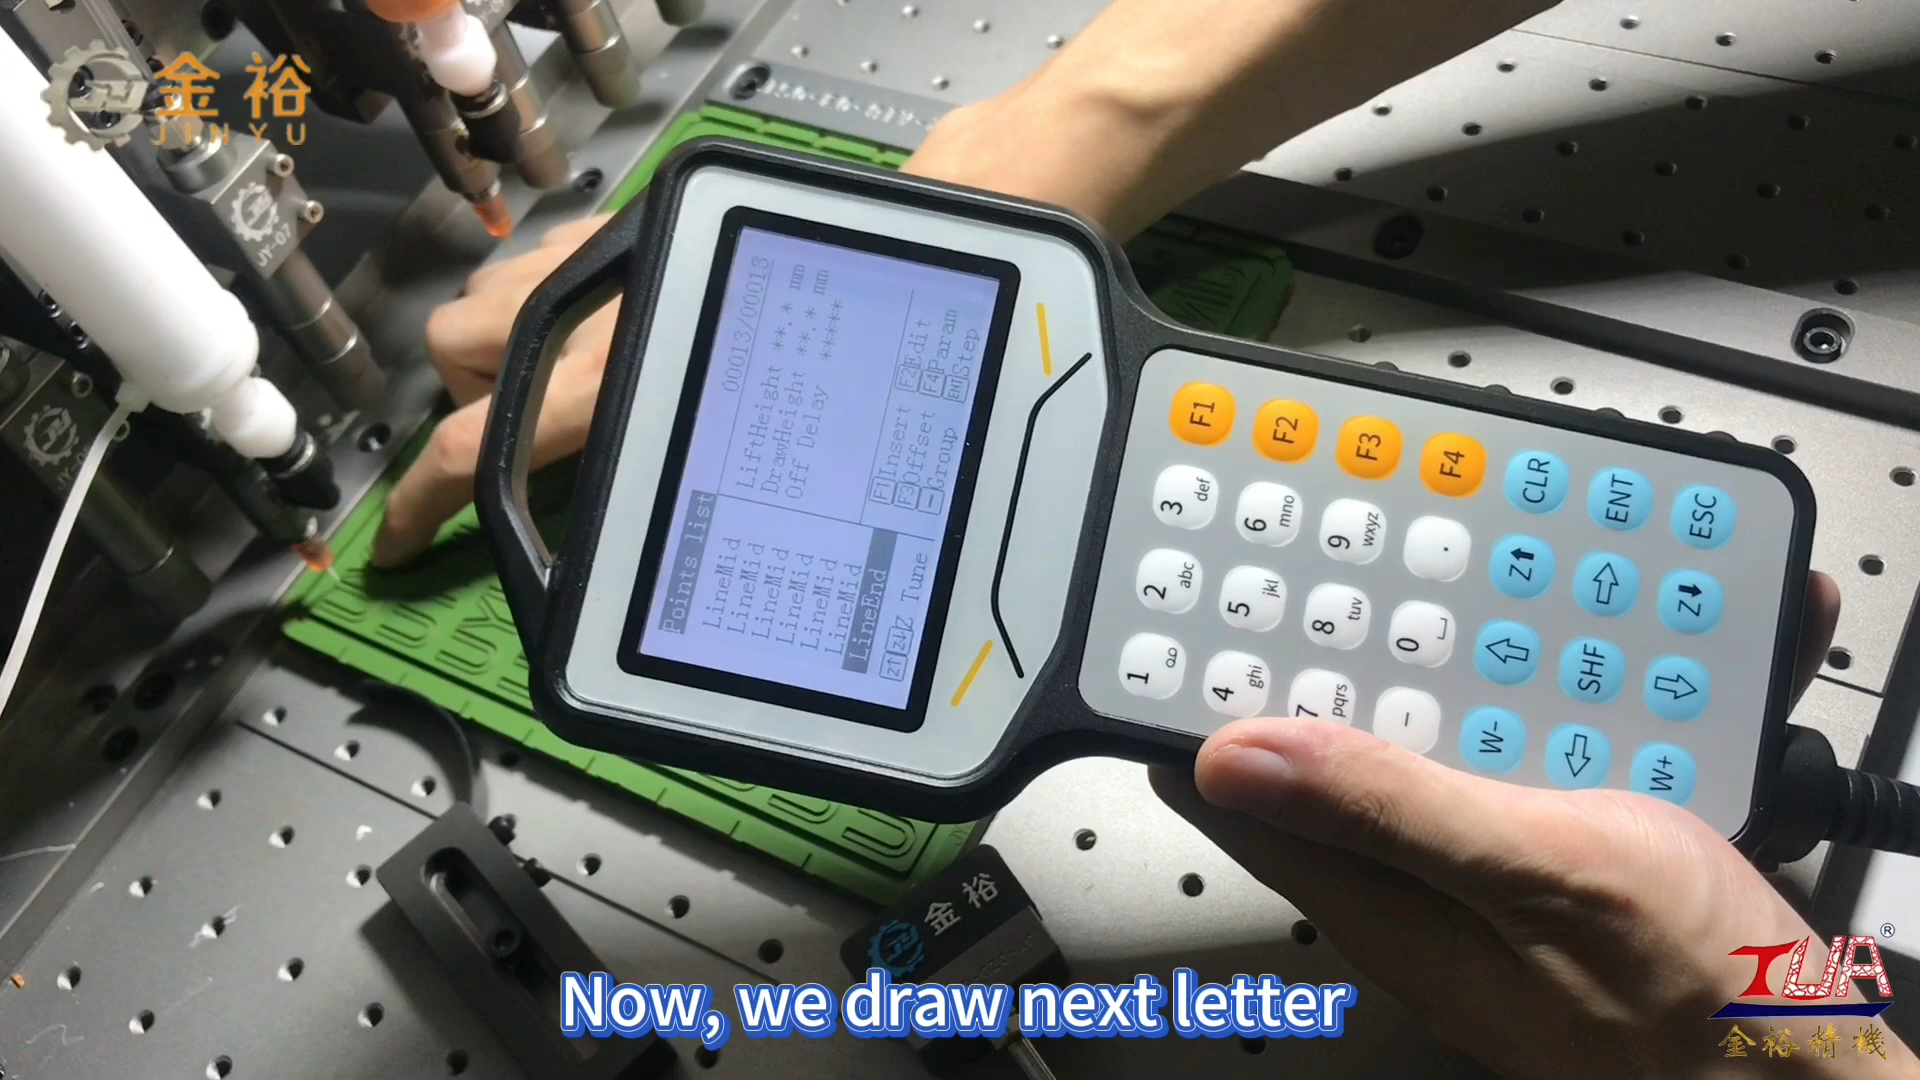 金裕
JINYU
JY-07
Points list
00013/00013
LineMid
LineMid
LineMid
LineMid
LineMid
LineMid
LineEnd
LiftHeight **.* mm
DrawHeight **.* mm
Off Delay *****
F1 Insert F2 Edit
F3 Offset F4 Param
— Group ENT Step
Z↑ Z↓ Z Tune
F1
F2
F3
F4
1
2 abc
3 def
CLR
ENT
ESC
4 ghi
5 jkl
6 mno
Z↑
Z↓
7 pqrs
8 tuv
9 wxyz
SHF
-
0
.
W-
W+
金裕
Now, we draw next letter
TUA®
金裕精機